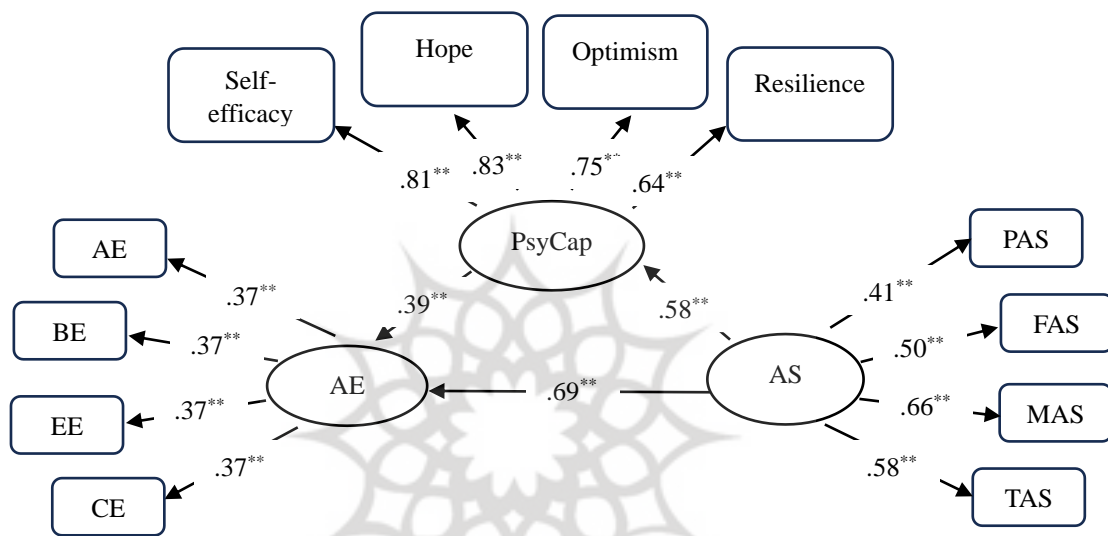 Hope
Optimism
Self-
efficacy
Resilience
.81**
.83**
.75**
.64**
PsyCap
AE
PAS
.37**
.39**
.58**
.41**
BE
FAS
.37**
.50**
AE
.69**
AS
EE
.37**
.66**
MAS
CE
.37**
.58**
TAS